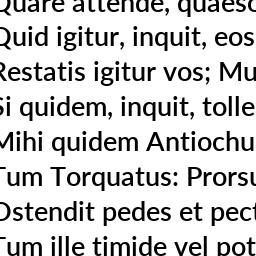 Quare attende, quaeso
Quid igitur, inquit, eos
Restatis igitur vos; Mu
Si quidem, inquit, tolle
Mihi quidem Antiochu
Tum Torquatus: Prorsu
Ostendit pedes et pect
Tum ille timide vel pot